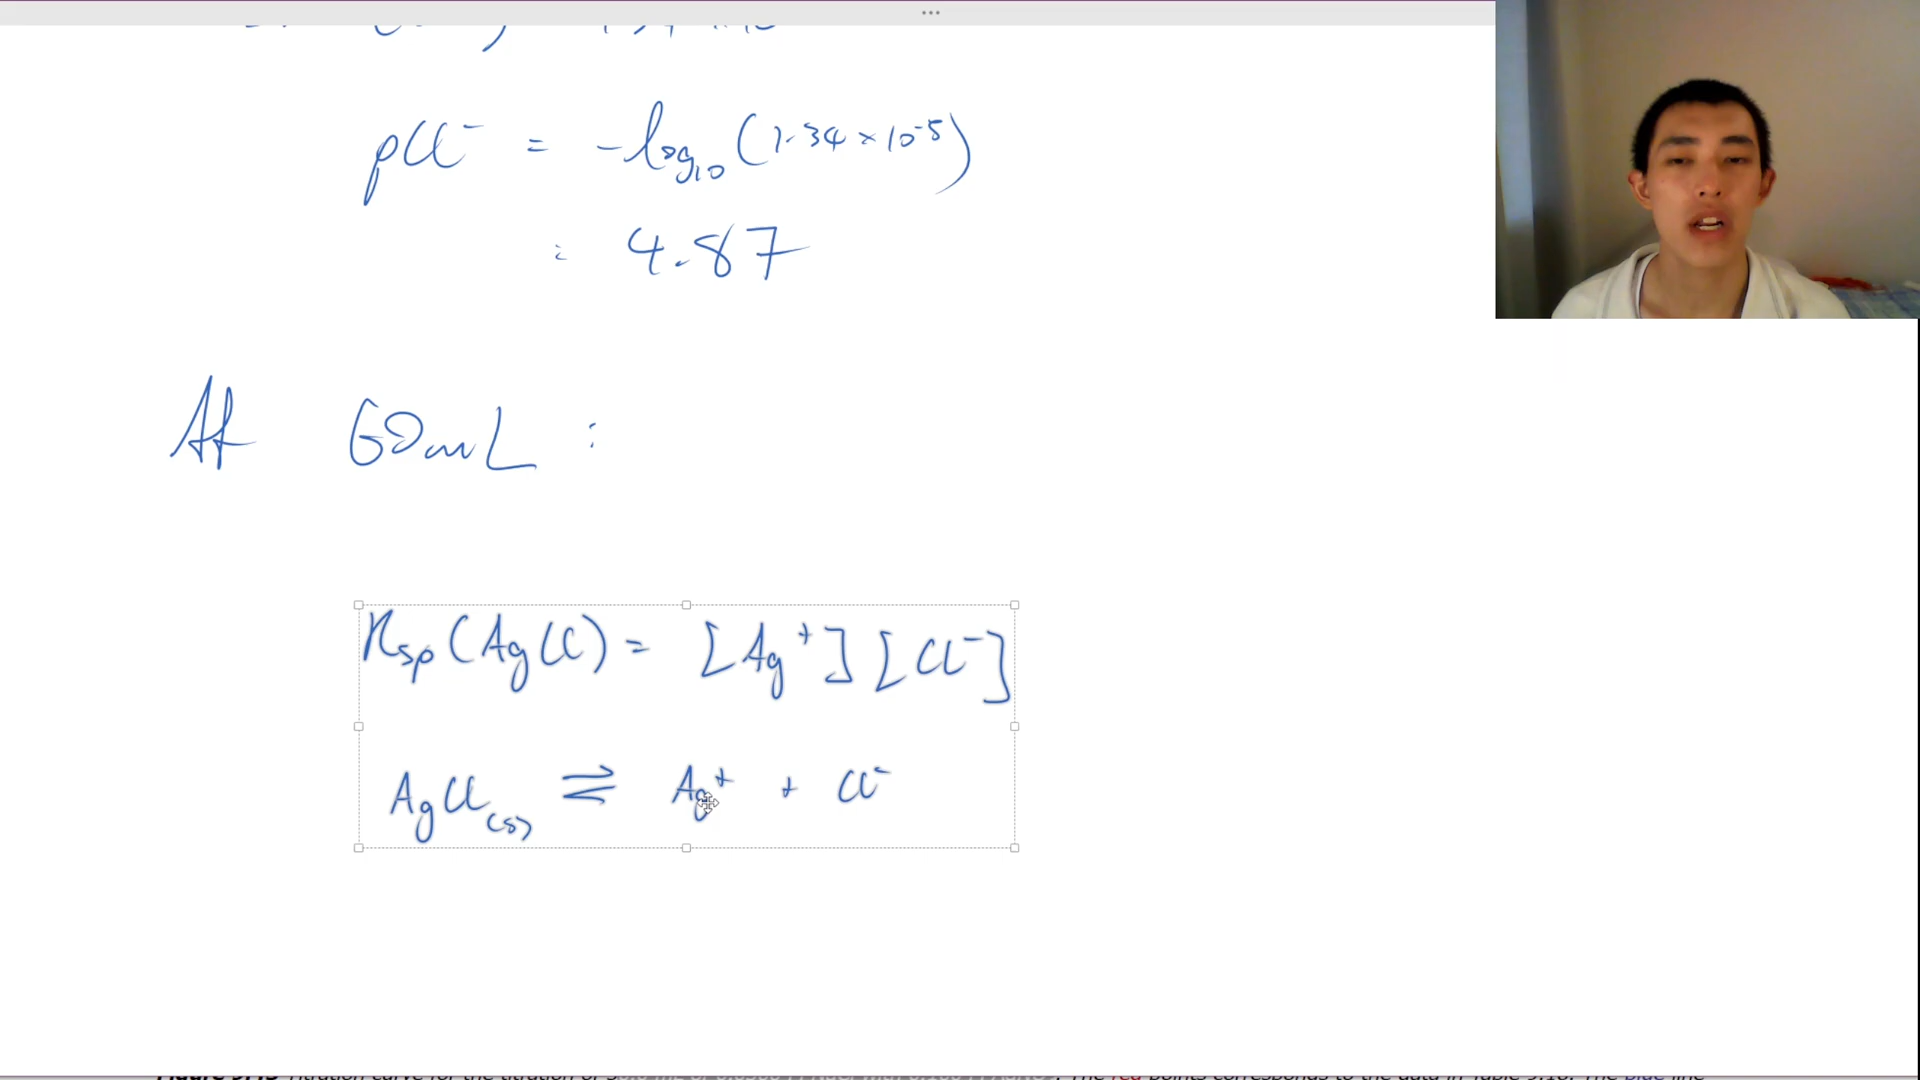 pCl⁻ = -log₁₀ (1.34 × 10⁻⁵)
= 4.87
At 60mL :
Ksp (AgCl) = [Ag⁺] [Cl⁻]
AgCl(s) ⇌ Ag⁺ + Cl⁻